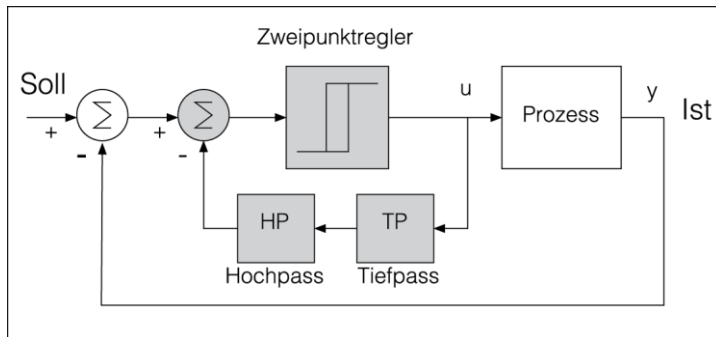 Zweipunktregler
Soll
u
y
Ist
Σ
Σ
Prozess
+
+
-
-
HP
TP
Hochpass
Tiefpass